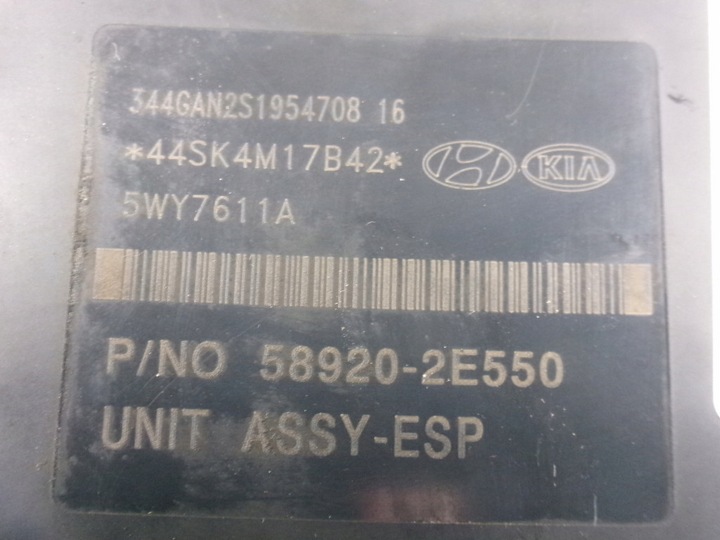 344GAN2S1954708 16
*44SK4M17B42*
KIA
5WY7611A
P/NO 58920-2E550
UNIT ASSY-ESP